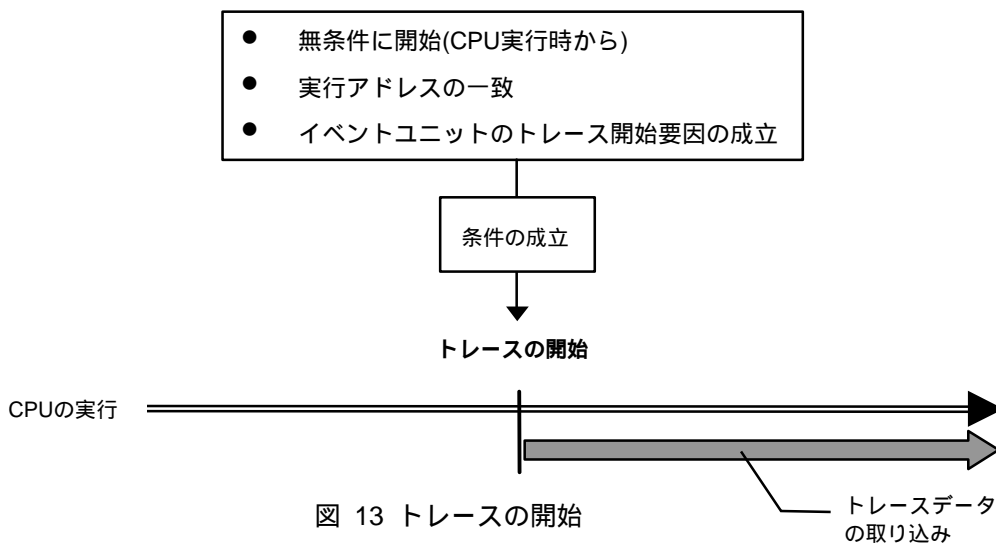 ● 無条件に開始(CPU実行時から)
● 実行アドレスの一致
● イベントユニットのトレース開始要因の成立
条件の成立
トレースの開始
CPUの実行
トレースデータ
の取り込み
図 13 トレースの開始